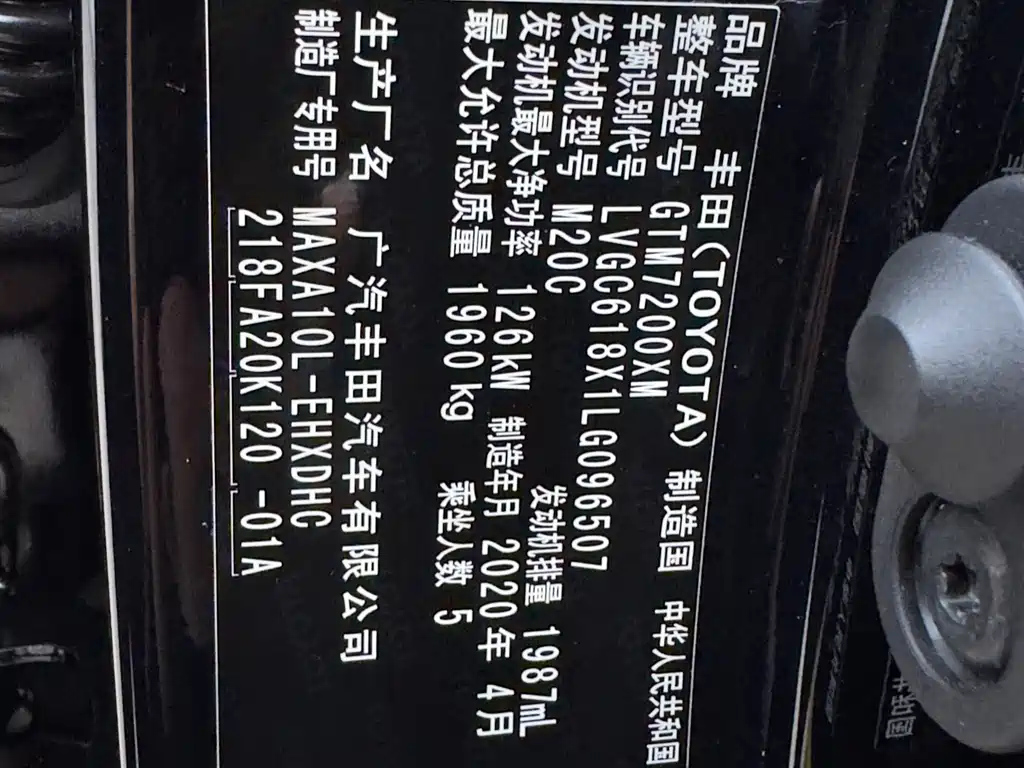 品牌 丰田(TOYOTA) 制造国 中华人民共和国
整车型号 GTM7200XM
车辆识别代号 LVGC618X1LG096507
发动机型号 M20C 发动机排量 1987mL
发动机最大净功率 126kW 制造年月 2020年 4月
最大允许总质量 1960kg 乘坐人数 5
生产厂名 广汽丰田汽车有限公司
制造厂专用号 MAXA10L-EHXDHC
218FA20K120 -01A